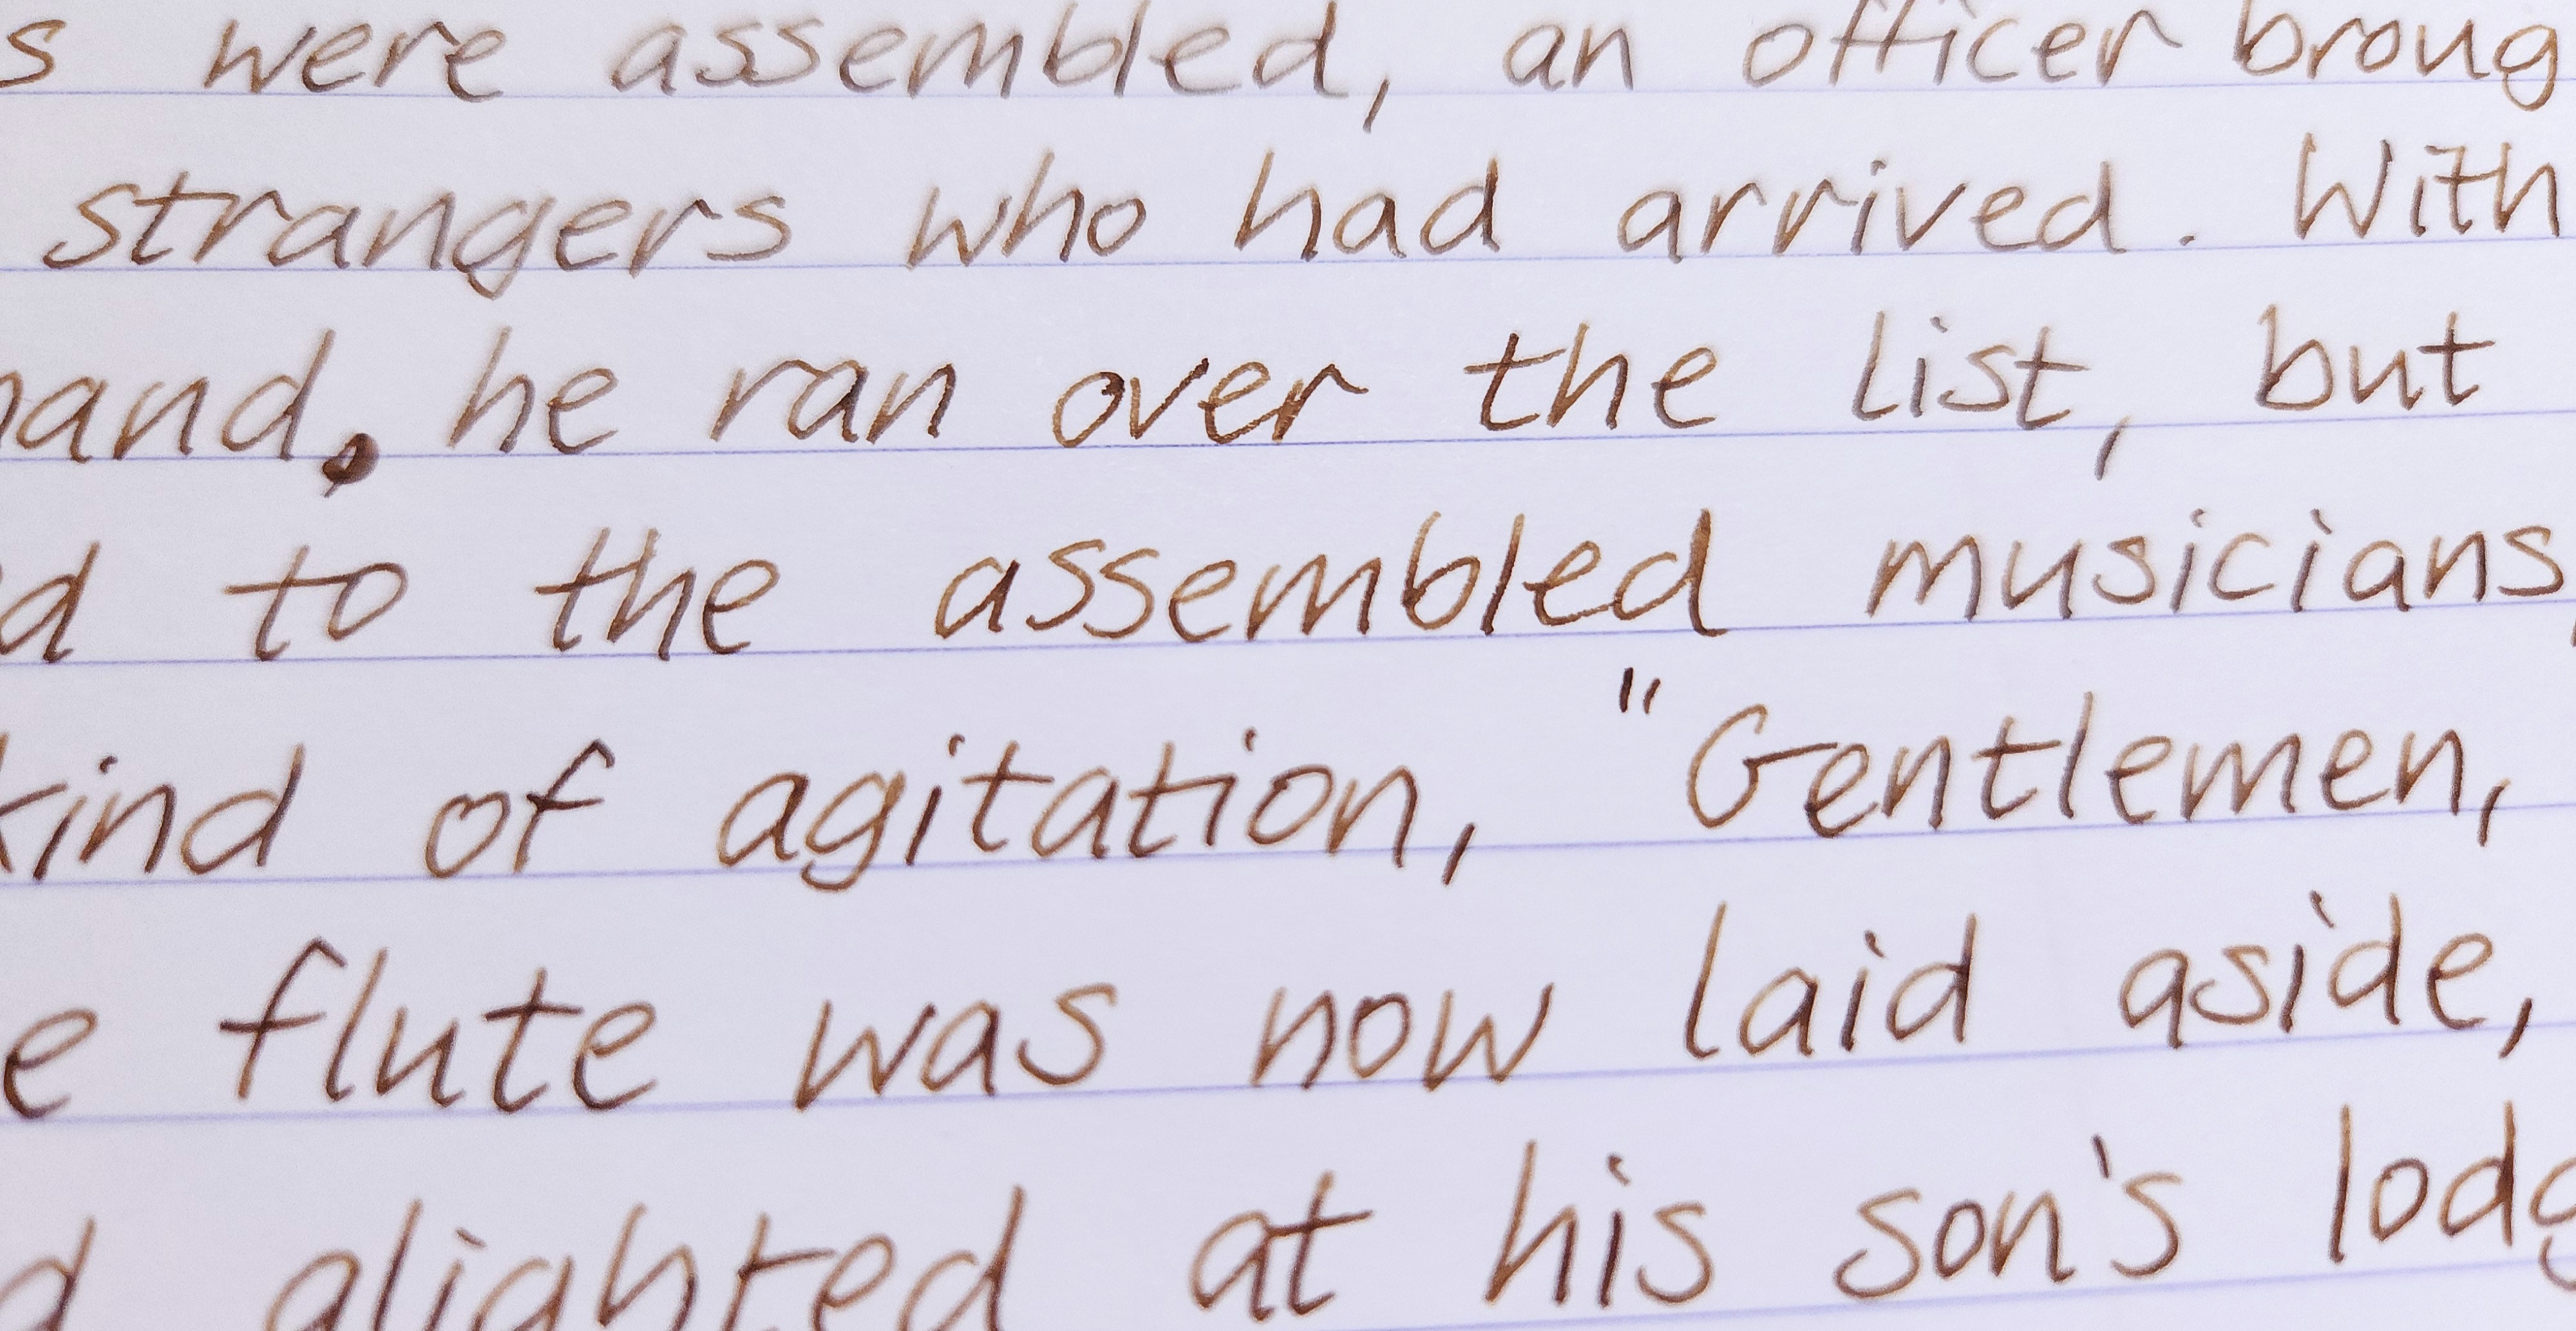 s were assembled, an officer broug
strangers who had arrived. With
hand, he ran over the list, but
d to the assembled musicians,
kind of agitation, "Gentlemen,
e flute was now laid aside,
d alighted at his son's lodg